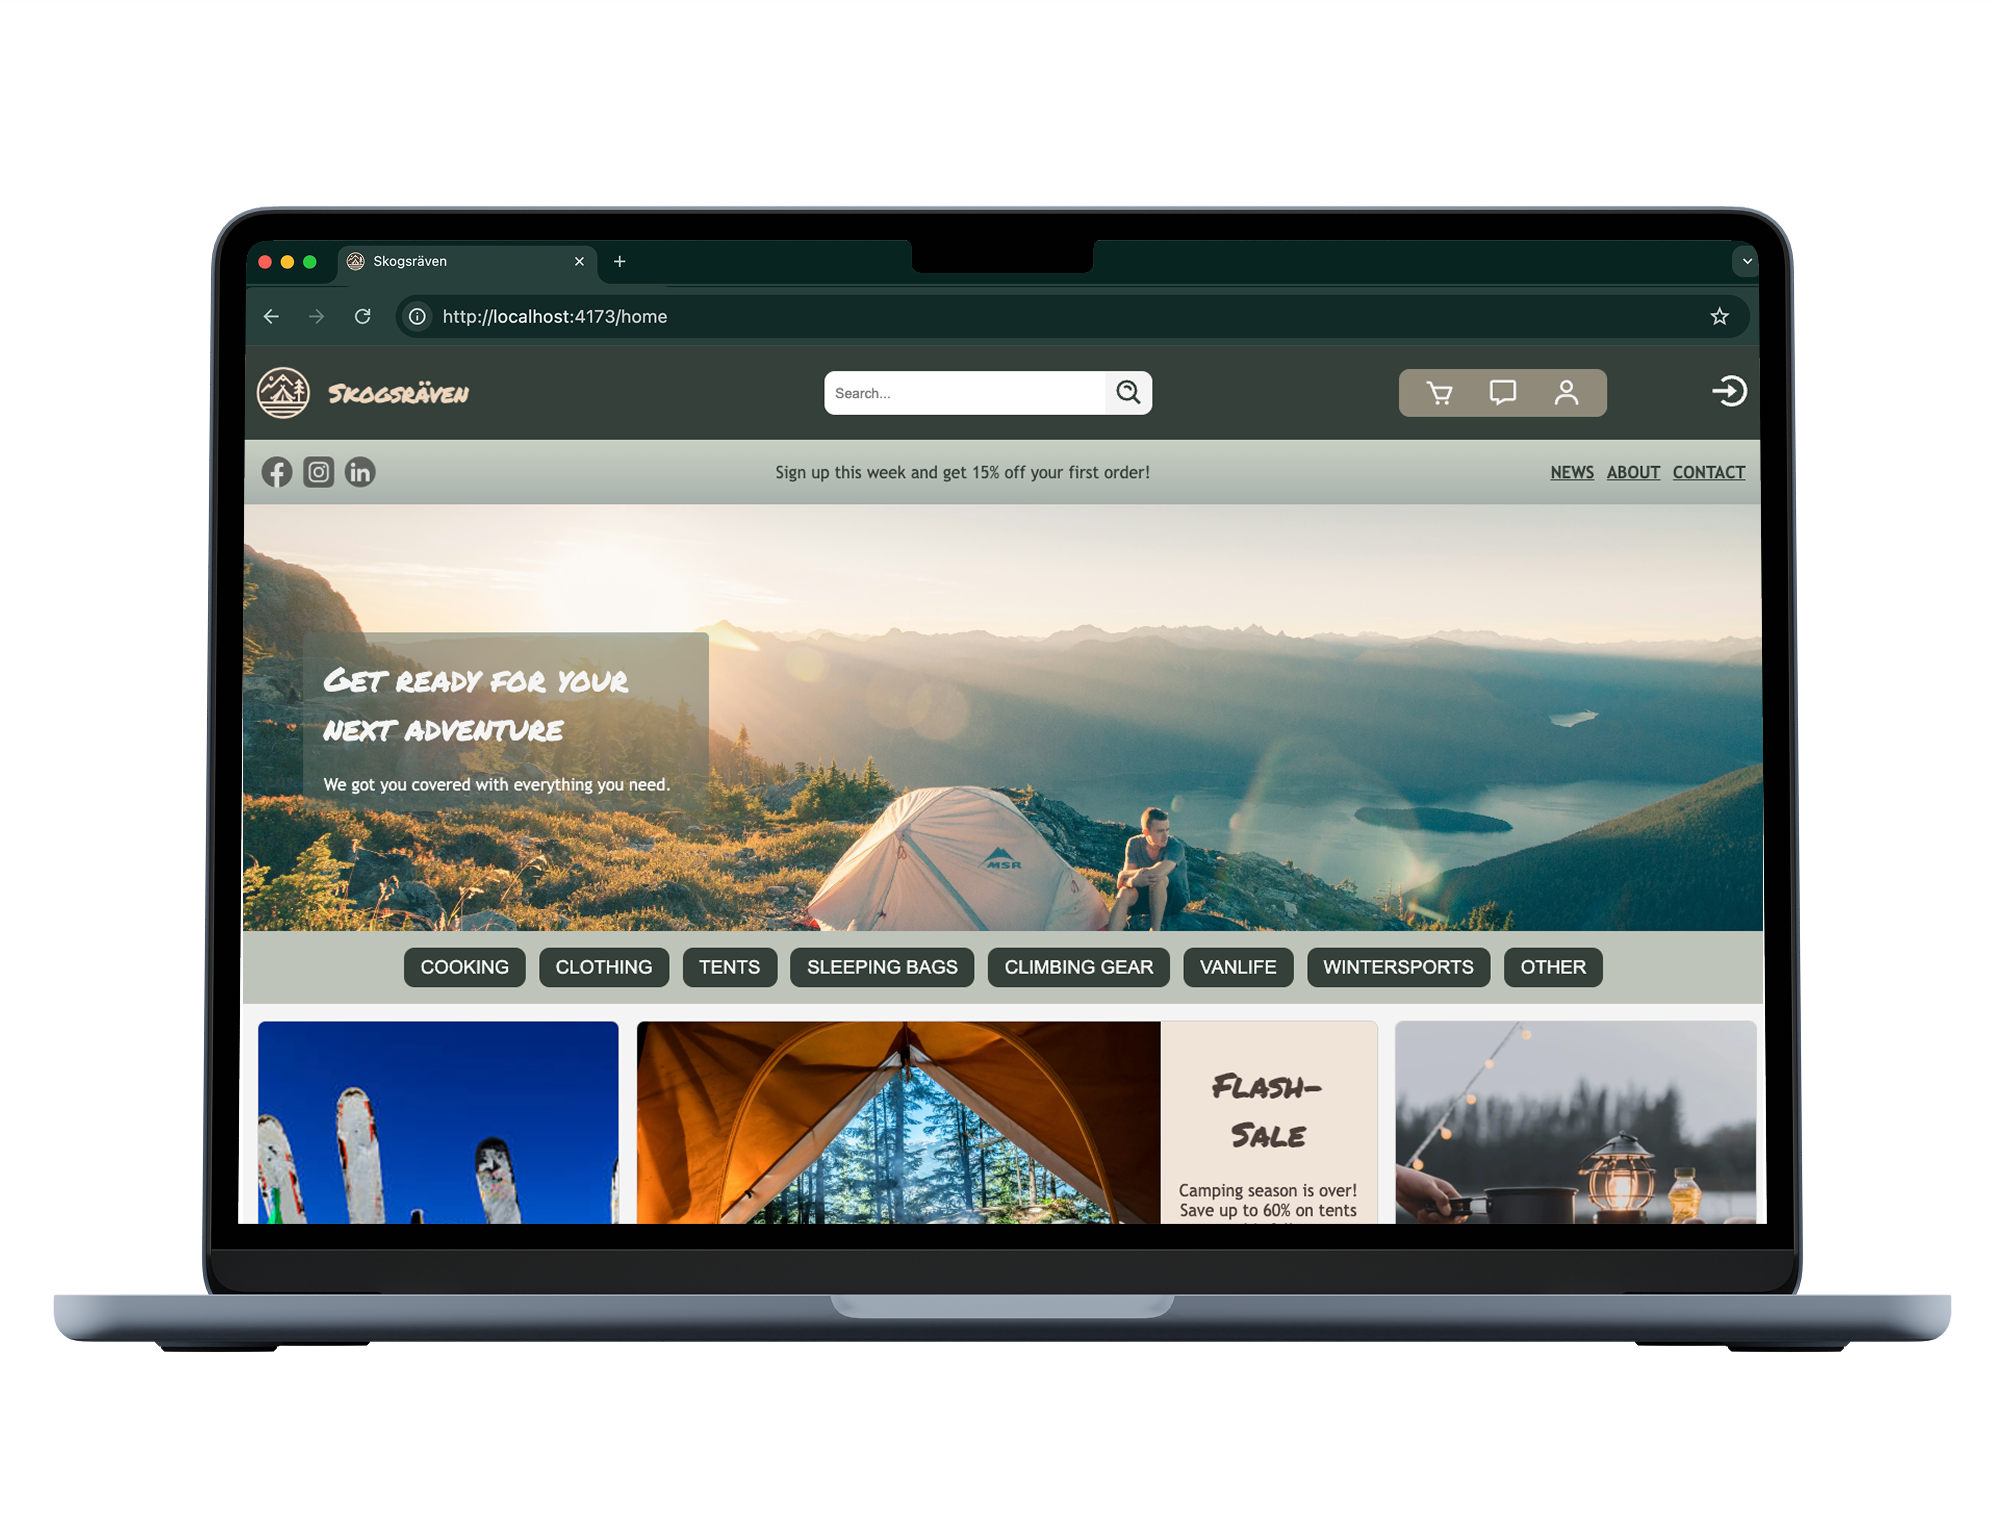 Skogsräven
http://localhost:4173/home
Skogsräven
Search...
Sign up this week and get 15% off your first order!
NEWS ABOUT CONTACT
Get ready for your
next adventure
We got you covered with everything you need.
MSR
COOKING CLOTHING TENTS SLEEPING BAGS CLIMBING GEAR VANLIFE WINTERSPORTS OTHER
Flash-
Sale
Camping season is over!
Save up to 60% on tents